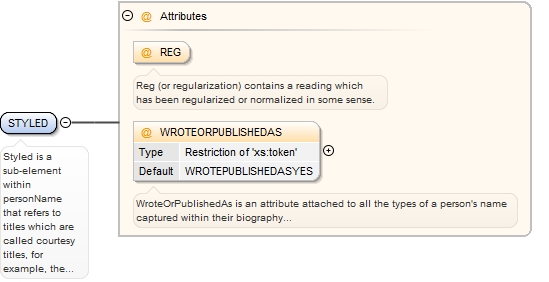 @ Attributes
@ REG
Reg (or regularization) contains a reading which
has been regularized or normalized in some sense.
STYLED
@ WROTEORPUBLISHEDAS
Type Restriction of 'xs:token'
Default WROTEPUBLISHEDASYES
Styled is a
sub-element
within
personName
that refers to
titles which are
called courtesy
titles, for
example, the...
WroteOrPublishedAs is an attribute attached to all the types of a person's name
captured within their biography...